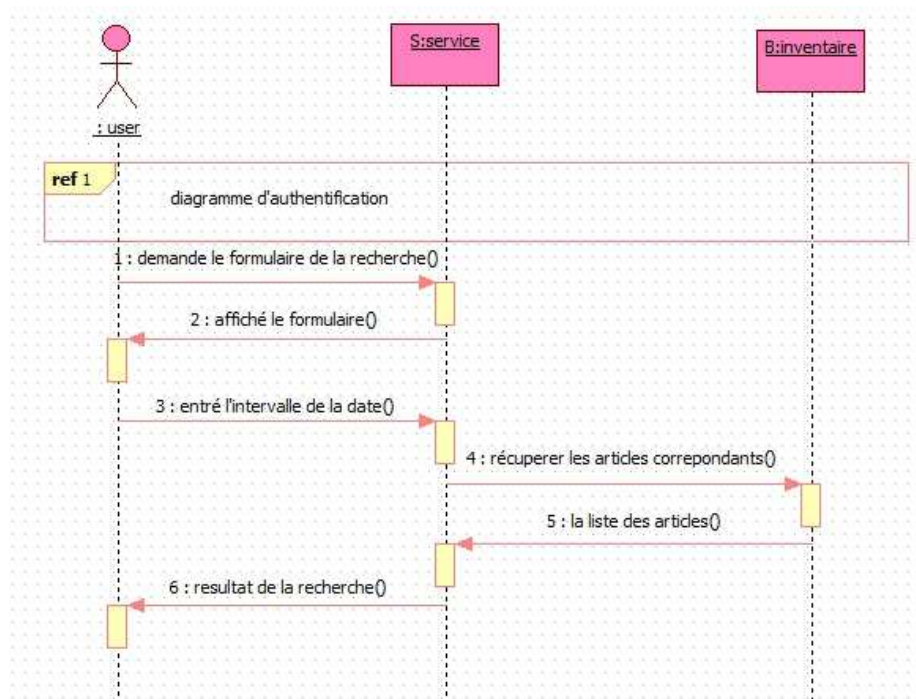 S:service
B:inventaire
: user
ref 1
diagramme d'authentification
1 : demande le formulaire de la recherche()
2 : affiché le formulaire()
3 : entré l'intervalle de la date()
4 : récuperer les articles correpondants()
5 : la liste des articles()
6 : resultat de la recherche()